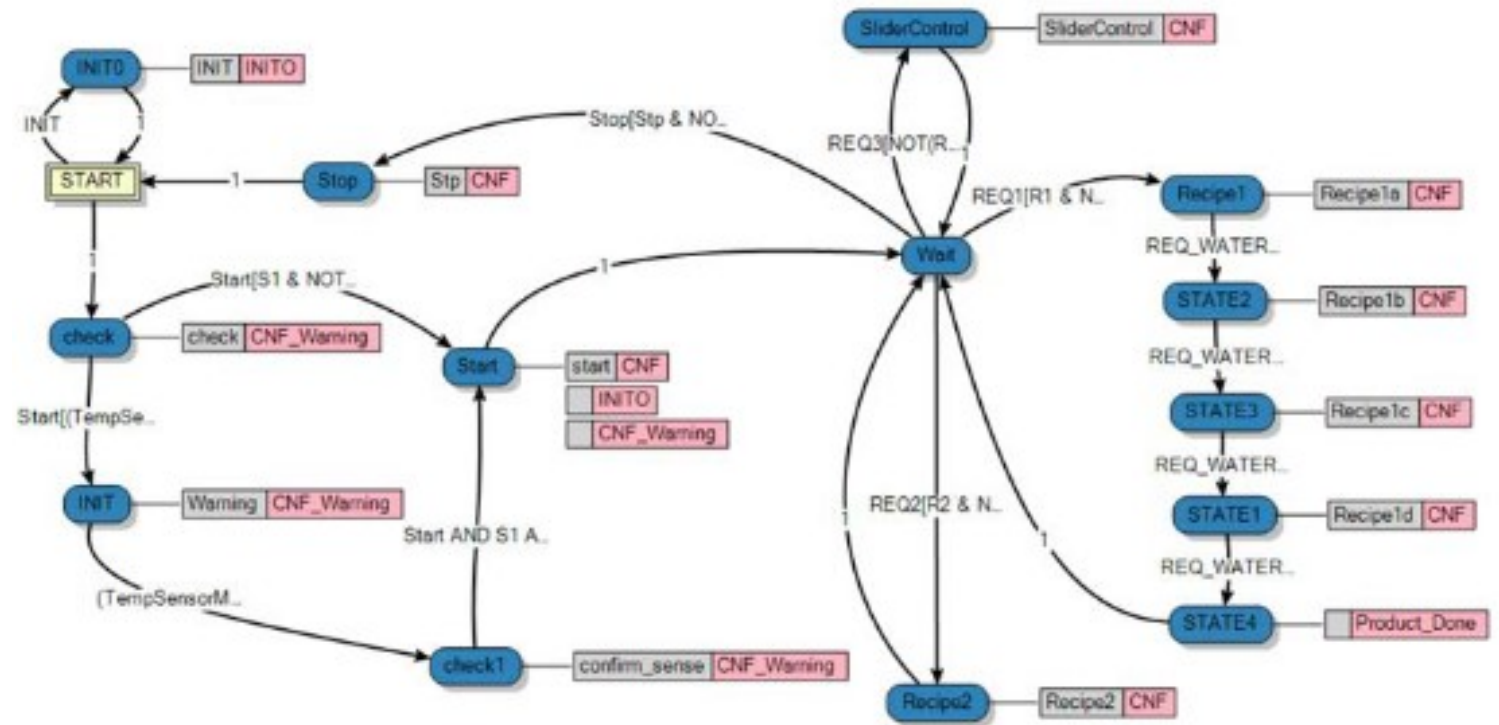 SliderControl
SliderControl CNF
INIT0
INIT INITO
INIT
1
Stop[Stp & NO...
REQ3[NOT(R...
1
START
1
Stop
Stp CNF
REQ1[R1 & N...
Recipe1
Recipe1a CNF
REQ_WATER...
1
Wait
1
Start[S1 & NOT...
STATE2
Recipe1b CNF
check
check CNF_Warning
Start
start CNF
INITO
CNF_Warning
REQ_WATER...
STATE3
Recipe1c CNF
Start[(TempSe...
REQ_WATER...
INIT
Warning CNF_Warning
REQ2[R2 & N...
1
STATE1
Recipe1d CNF
Start AND S1 A...
1
REQ_WATER...
(TempSensorM...
STATE4
Product_Done
check1
confirm_sense CNF_Warning
Recipe2
Recipe2 CNF